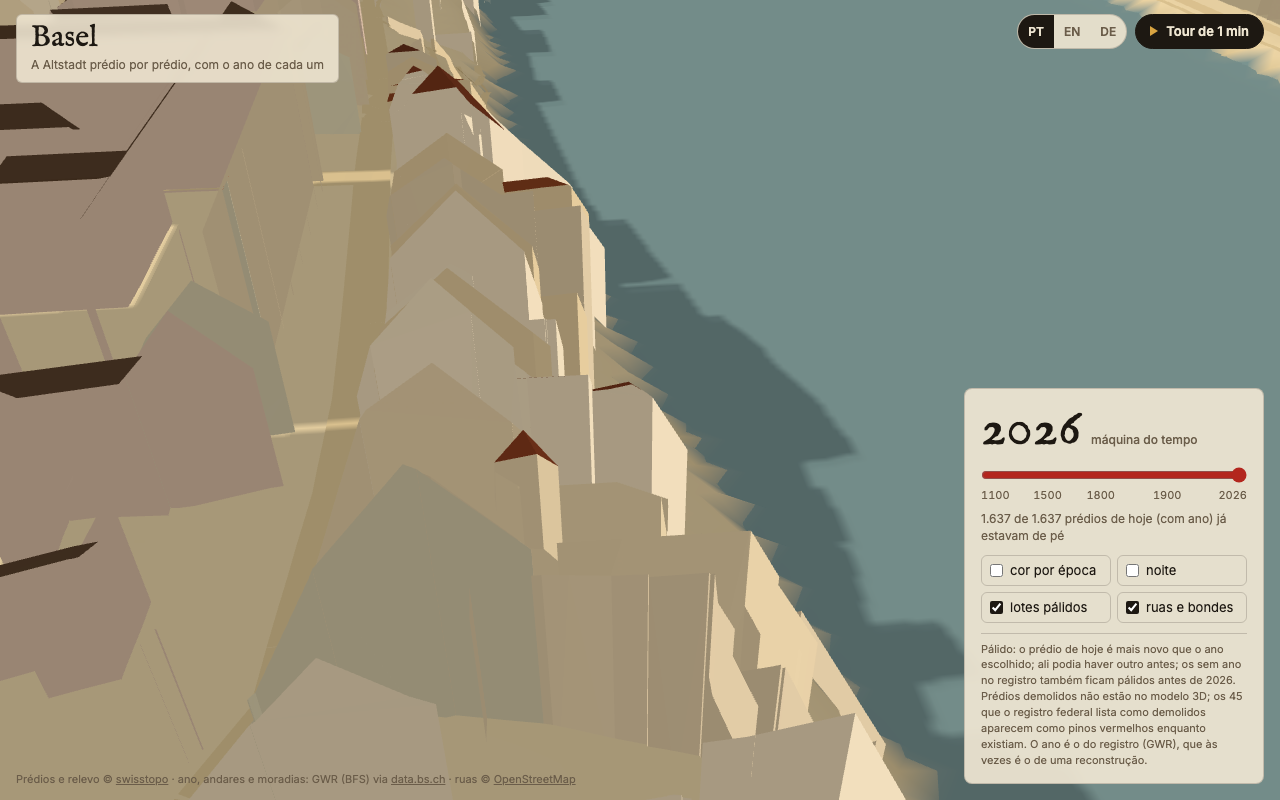 Basel
A Altstadt prédio por prédio, com o ano de cada um
PT EN DE
Tour de 1 min
2026 máquina do tempo
1100 1500 1800 1900 2026
1.637 de 1.637 prédios de hoje (com ano) já
estavam de pé
cor por época
noite
lotes pálidos
ruas e bondes
Pálido: o prédio de hoje é mais novo que o ano
escolhido; ali podia haver outro antes; os sem ano
no registro também ficam pálidos antes de 2026.
Prédios demolidos não estão no modelo 3D; os 45
que o registro federal lista como demolidos
aparecem como pinos vermelhos enquanto
existiam. O ano é o do registro (GWR), que às
vezes é o de uma reconstrução.
Prédios e relevo © swisstopo · ano, andares e moradias: GWR (BFS) via data.bs.ch · ruas © OpenStreetMap